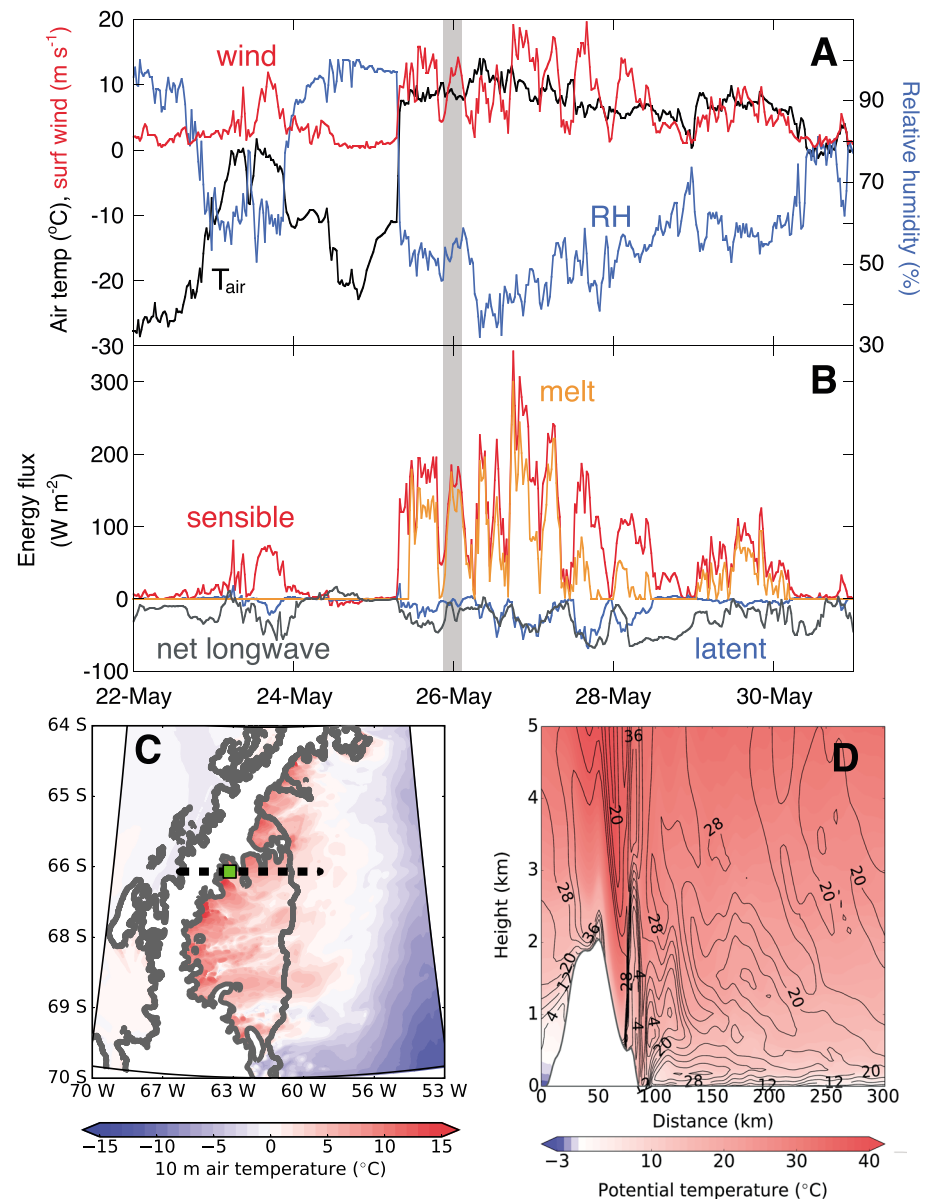 20
10
0
-10
-20
-30
Air temp (°C), surf wind (m s-1)
wind
Tair
RH
A
90
70
50
30
Relative humidity (%)
B
melt
sensible
net longwave
latent
300
200
100
0
-100
Energy flux
(W m-2)
22-May 24-May 26-May 28-May 30-May
C
64 S
65 S
66 S
68 S
69 S
70 S
70 W 67 W 63 W 60 W 56 W 53 W
−15 −10 −5 0 5 10 15
10 m air temperature (°C)
D
5
4
3
2
1
0
Height (km)
36
20
28
28
20
20
28
36
20
12
4
28
4
4
4
20
20
28
12
12
20
0 50 100 150 200 250 300
Distance (km)
−3 10 20 30 40
Potential temperature (°C)